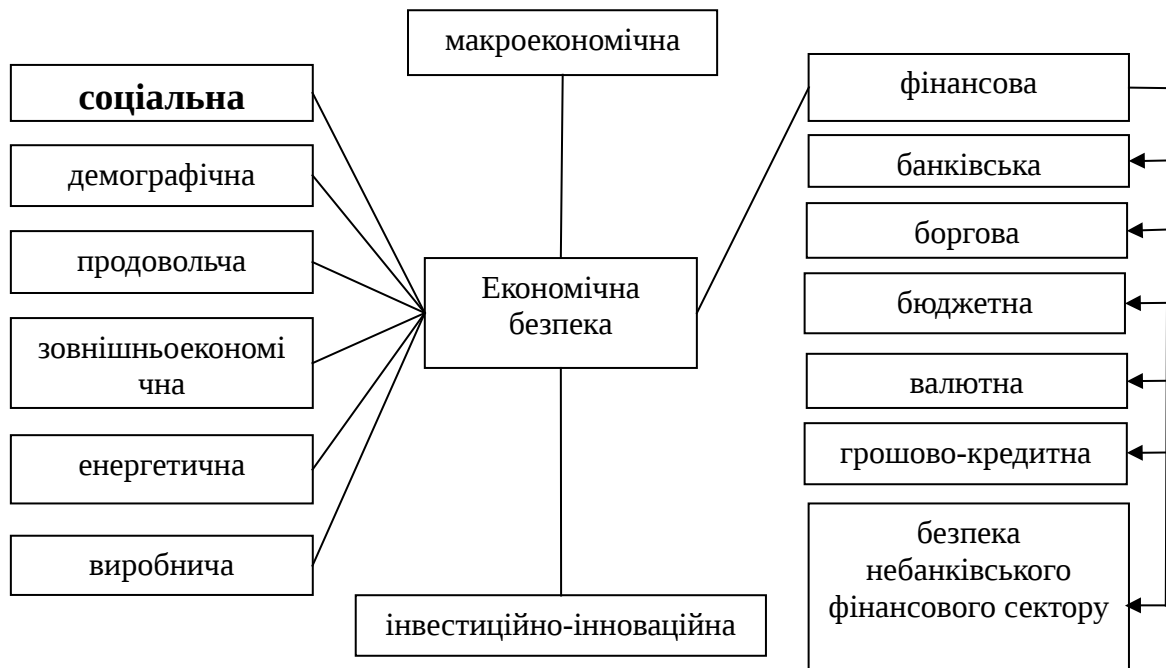 макроекономічна
соціальна
демографічна
продовольча
зовнішньоекономі
чна
енергетична
виробнича
Економічна
безпека
інвестиційно-інноваційна
фінансова
банківська
боргова
бюджетна
валютна
грошово-кредитна
безпека
небанківського
фінансового сектору